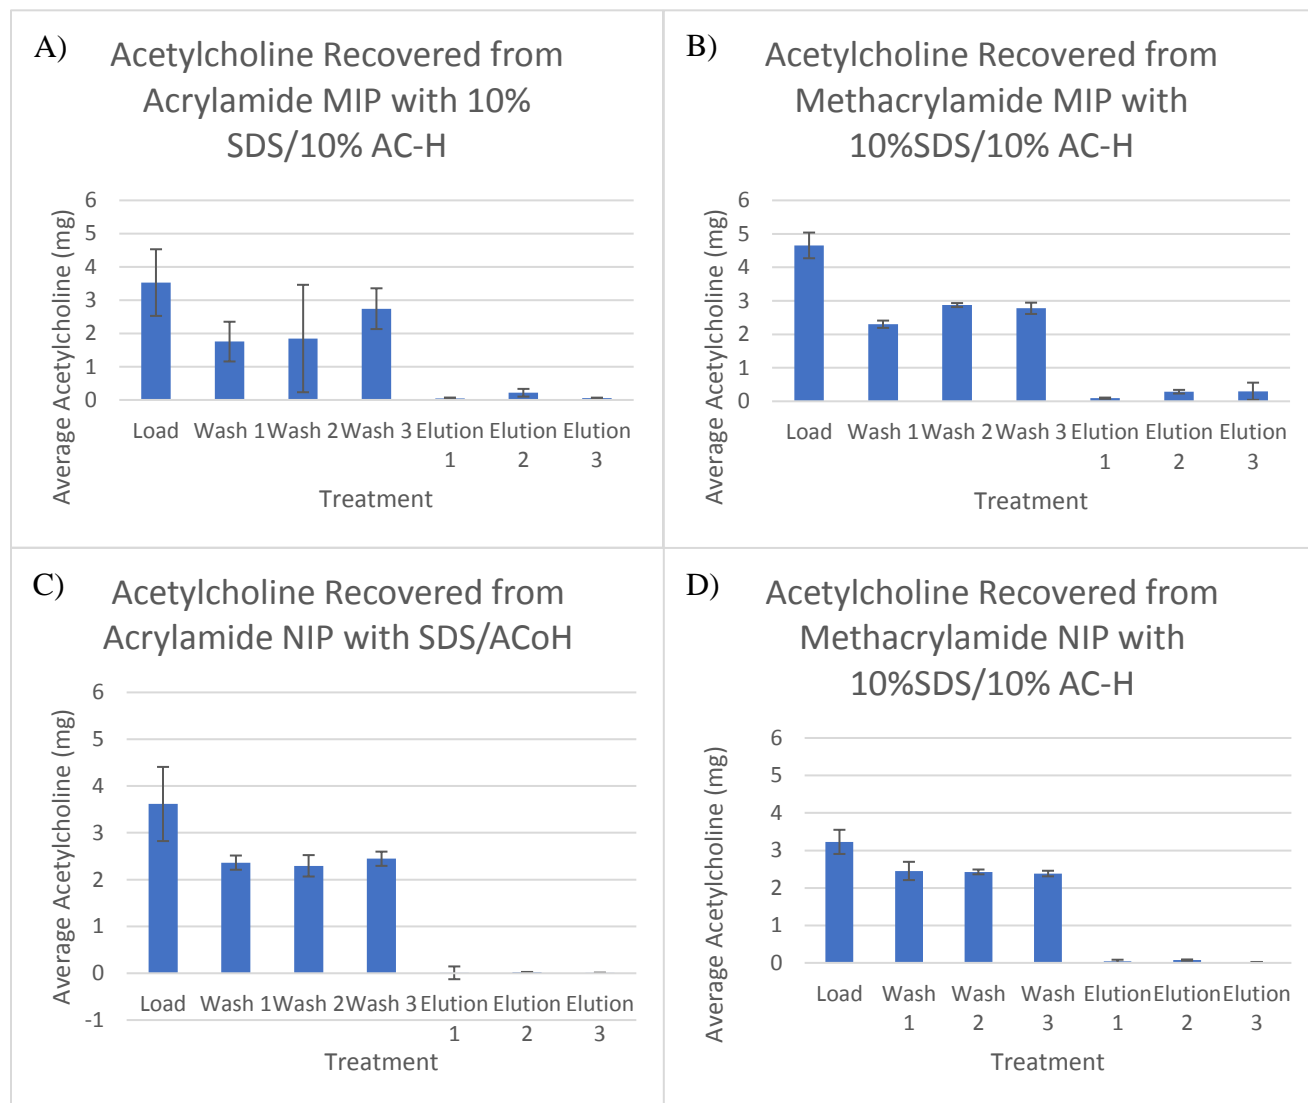 A)
Acetylcholine Recovered from
Acrylamide MIP with 10%
SDS/10% AC-H
Average Acetylcholine (mg)
6
5
4
3
2
1
0
Load Wash 1 Wash 2 Wash 3 Elution Elution Elution
1 2 3
Treatment
B)
Acetylcholine Recovered from
Methacrylamide MIP with
10%SDS/10% AC-H
Average Acetylcholine (mg)
6
5
4
3
2
1
0
Load Wash 1 Wash 2 Wash 3 Elution Elution Elution
1 2 3
Treatment
C)
Acetylcholine Recovered from
Acrylamide NIP with SDS/ACoH
Average Acetylcholine (mg)
6
5
4
3
2
1
0
-1
Load Wash 1 Wash 2 Wash 3 Elution Elution Elution
1 2 3
Treatment
D)
Acetylcholine Recovered from
Methacrylamide NIP with
10%SDS/10% AC-H
Average Acetylcholine (mg)
6
5
4
3
2
1
0
Load Wash Wash Wash Elution Elution Elution
1 2 3 1 2 3
Treatment